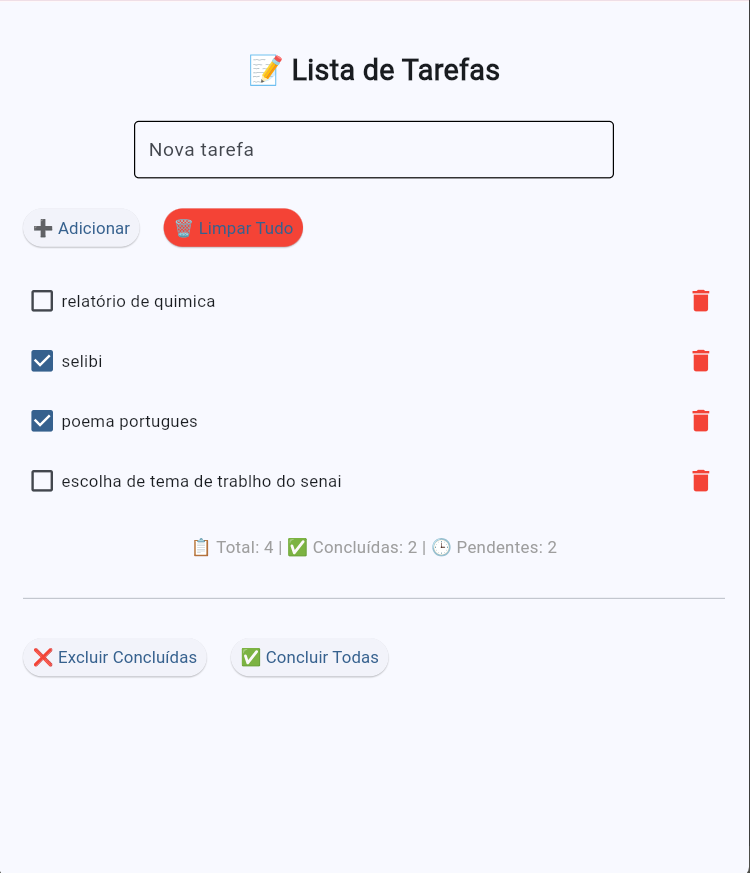 📝 Lista de Tarefas
Nova tarefa
➕ Adicionar
🗑️ Limpar Tudo
relatório de quimica
selibi
poema portugues
escolha de tema de trablho do senai
📋 Total: 4 | ✅ Concluídas: 2 | 🕒 Pendentes: 2
❌ Excluir Concluídas
✅ Concluir Todas